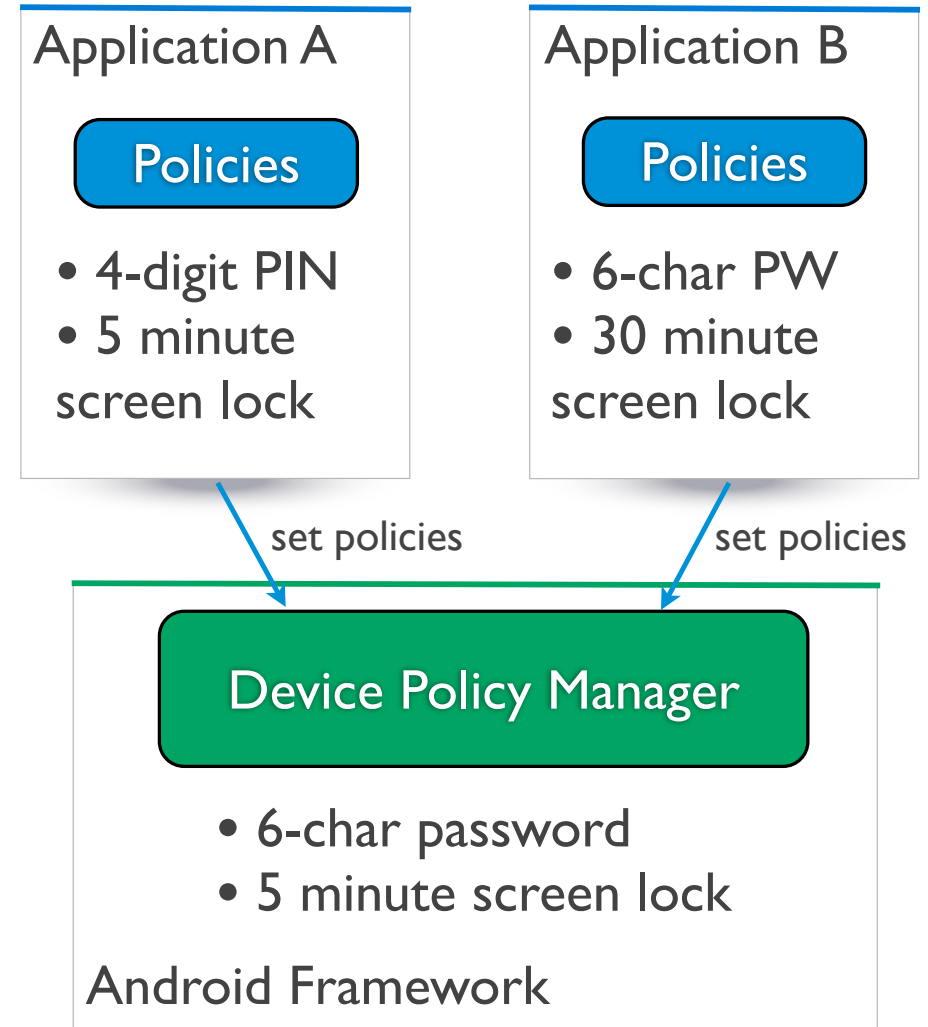 Application A
Policies
• 4-digit PIN
• 5 minute
screen lock
Application B
Policies
• 6-char PW
• 30 minute
screen lock
set policies
set policies
Device Policy Manager
• 6-char password
• 5 minute screen lock
Android Framework